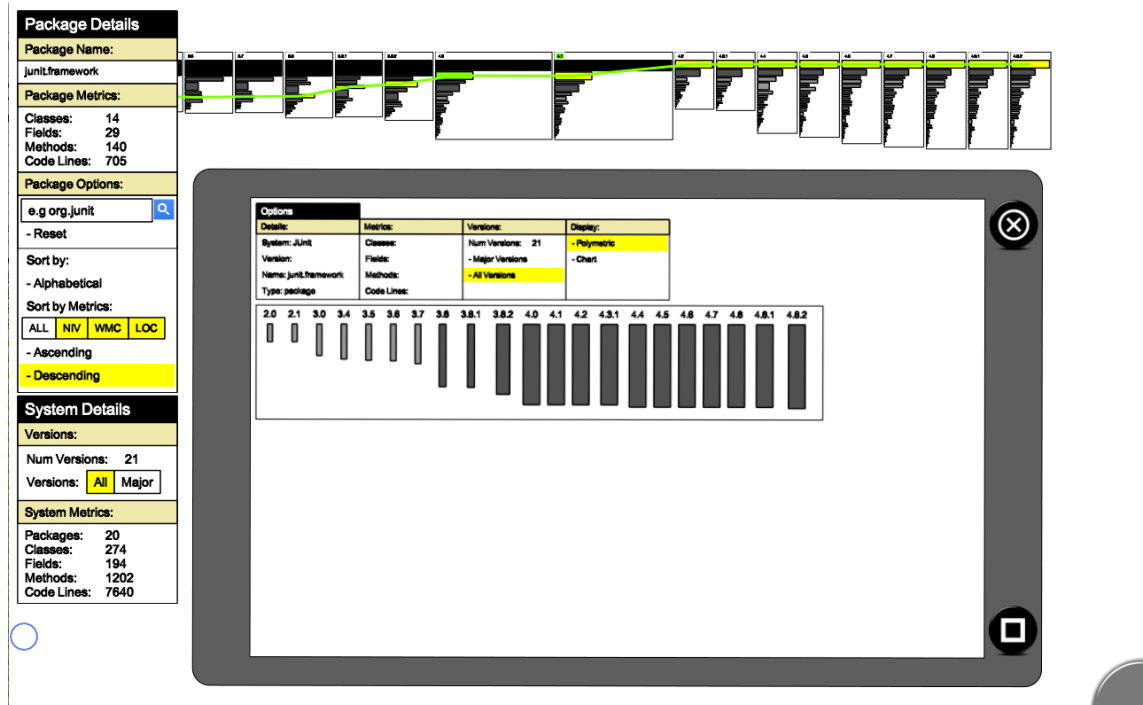 Package Details
Package Name:
junit.framework
Package Metrics:
Classes: 14
Fields: 29
Methods: 140
Code Lines: 705
Package Options:
e.g org.junit
- Reset
Sort by:
- Alphabetical
Sort by Metrics:
ALL NIV WMC LOC
- Ascending
- Descending
System Details
Versions:
Num Versions: 21
Versions: All Major
System Metrics:
Packages: 20
Classes: 274
Fields: 194
Methods: 1202
Code Lines: 7640
Options
Details: Metrics: Versions: Display:
System: JUnit Classes: Num Versions: 21 - Polymetric
Version: Fields: - Major Versions - Chart
Name: junit.framework Methods: - All Versions
Type: package Code Lines:
2.0 2.1 3.0 3.4 3.5 3.6 3.7 3.8 3.8.1 3.8.2 4.0 4.1 4.2 4.3.1 4.4 4.5 4.6 4.7 4.8 4.8.1 4.8.2